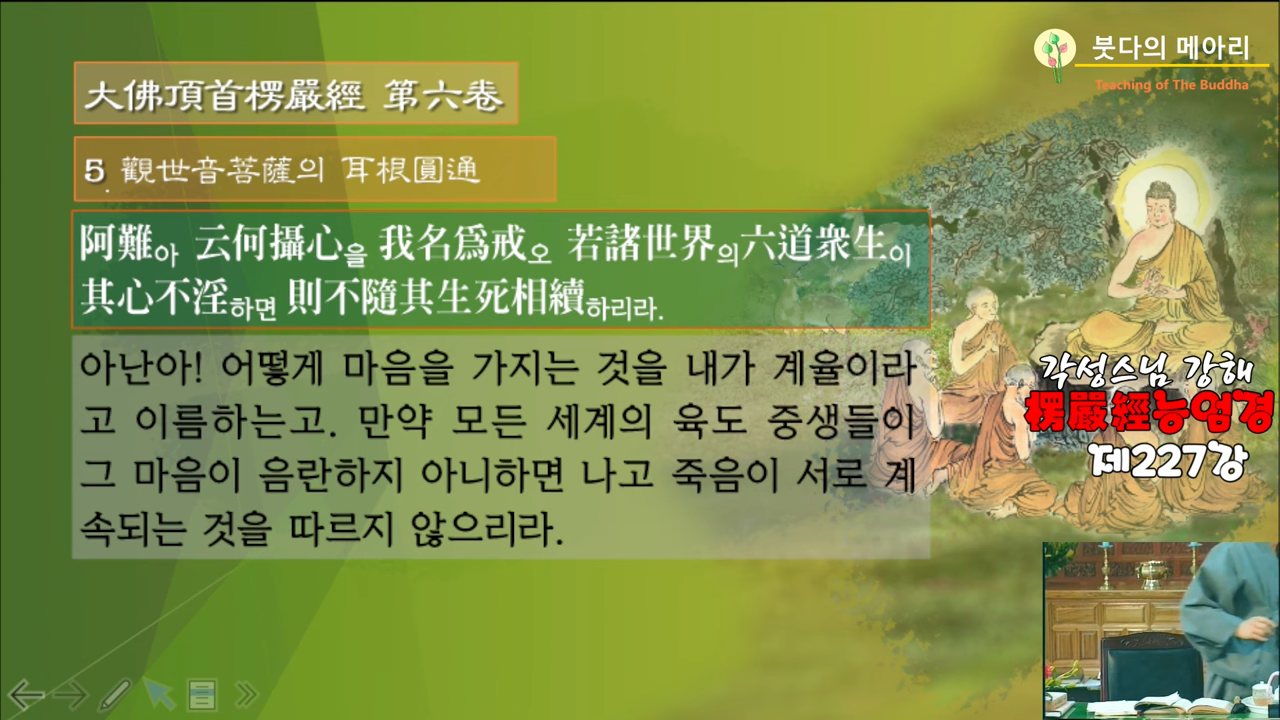 붓다의 메아리
Teaching of The Buddha
大佛頂首楞嚴經 第六卷
5. 觀世音菩薩의 耳根圓通
阿難아 云何攝心을 我名爲戒오 若諸世界의六道衆生이
其心不淫하면 則不隨其生死相續하리라.
아난아! 어떻게 마음을 가지는 것을 내가 계율이라
고 이름하는고. 만약 모든 세계의 육도 중생들이
그 마음이 음란하지 아니하면 나고 죽음이 서로 계
속되는 것을 따르지 않으리라.
각성스님 강해
楞嚴經능엄경
제227강